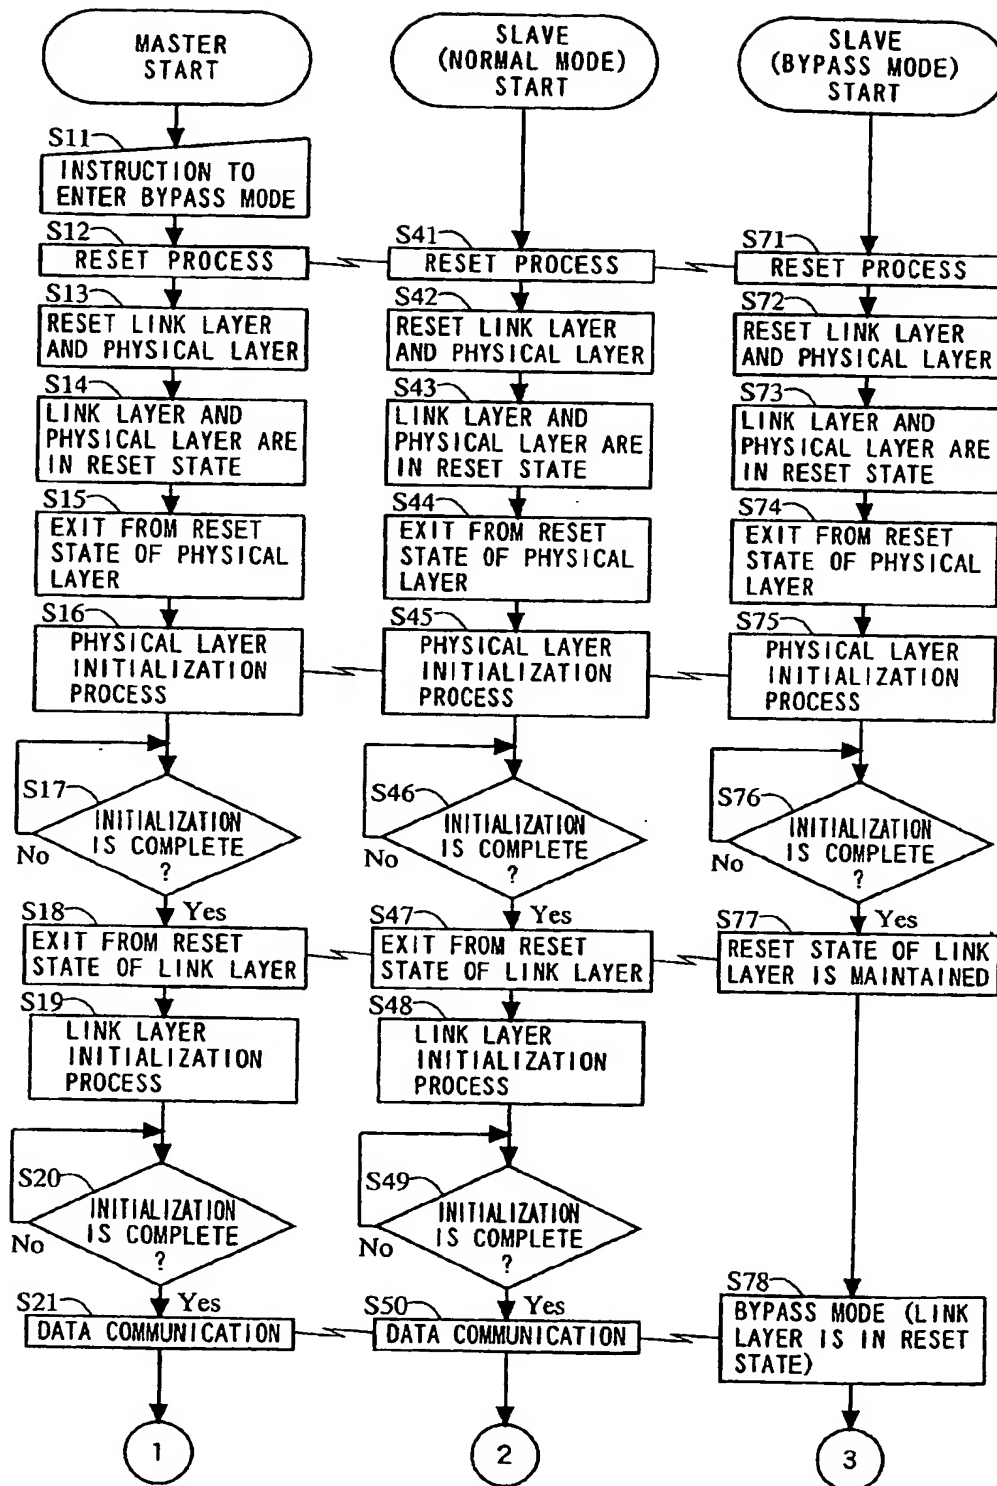 MASTER
START
S11
INSTRUCTION TO
ENTER BYPASS MODE
S12
RESET PROCESS
S13
RESET LINK LAYER
AND PHYSICAL LAYER
S14
LINK LAYER AND
PHYSICAL LAYER ARE
IN RESET STATE
S15
EXIT FROM RESET
STATE OF PHYSICAL
LAYER
S16
PHYSICAL LAYER
INITIALIZATION
PROCESS
S17
INITIALIZATION
IS COMPLETE
?
No
Yes
S18
EXIT FROM RESET
STATE OF LINK LAYER
S19
LINK LAYER
INITIALIZATION
PROCESS
S20
INITIALIZATION
IS COMPLETE
?
No
Yes
S21
DATA COMMUNICATION
1
SLAVE
(NORMAL MODE)
START
S41
RESET PROCESS
S42
RESET LINK LAYER
AND PHYSICAL LAYER
S43
LINK LAYER AND
PHYSICAL LAYER ARE
IN RESET STATE
S44
EXIT FROM RESET
STATE OF PHYSICAL
LAYER
S45
PHYSICAL LAYER
INITIALIZATION
PROCESS
S46
INITIALIZATION
IS COMPLETE
?
No
Yes
S47
EXIT FROM RESET
STATE OF LINK LAYER
S48
LINK LAYER
INITIALIZATION
PROCESS
S49
INITIALIZATION
IS COMPLETE
?
No
Yes
S50
DATA COMMUNICATION
2
SLAVE
(BYPASS MODE)
START
S71
RESET PROCESS
S72
RESET LINK LAYER
AND PHYSICAL LAYER
S73
LINK LAYER AND
PHYSICAL LAYER ARE
IN RESET STATE
S74
EXIT FROM RESET
STATE OF PHYSICAL
LAYER
S75
PHYSICAL LAYER
INITIALIZATION
PROCESS
S76
INITIALIZATION
IS COMPLETE
?
No
Yes
S77
RESET STATE OF LINK
LAYER IS MAINTAINED
S78
BYPASS MODE (LINK
LAYER IS IN RESET
STATE)
3